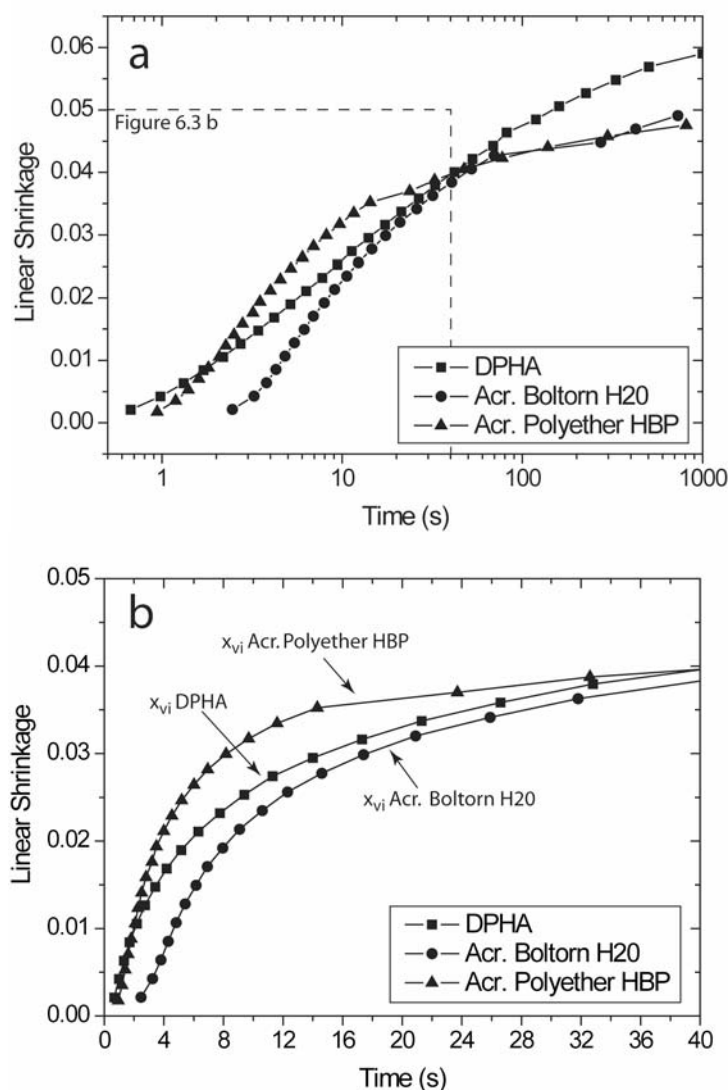 a
0.06
0.05
Figure 6.3 b
0.04
0.03
0.02
0.01
0.00
Linear Shrinkage
DPHA
Acr. Boltorn H20
Acr. Polyether HBP
1
10
100
1000
Time (s)
b
0.05
0.04
0.03
0.02
0.01
0.00
Linear Shrinkage
xvi Acr. Polyether HBP
xvi DPHA
xvi Acr. Boltorn H20
DPHA
Acr. Boltorn H20
Acr. Polyether HBP
0 4 8 12 16 20 24 28 32 36 40
Time (s)